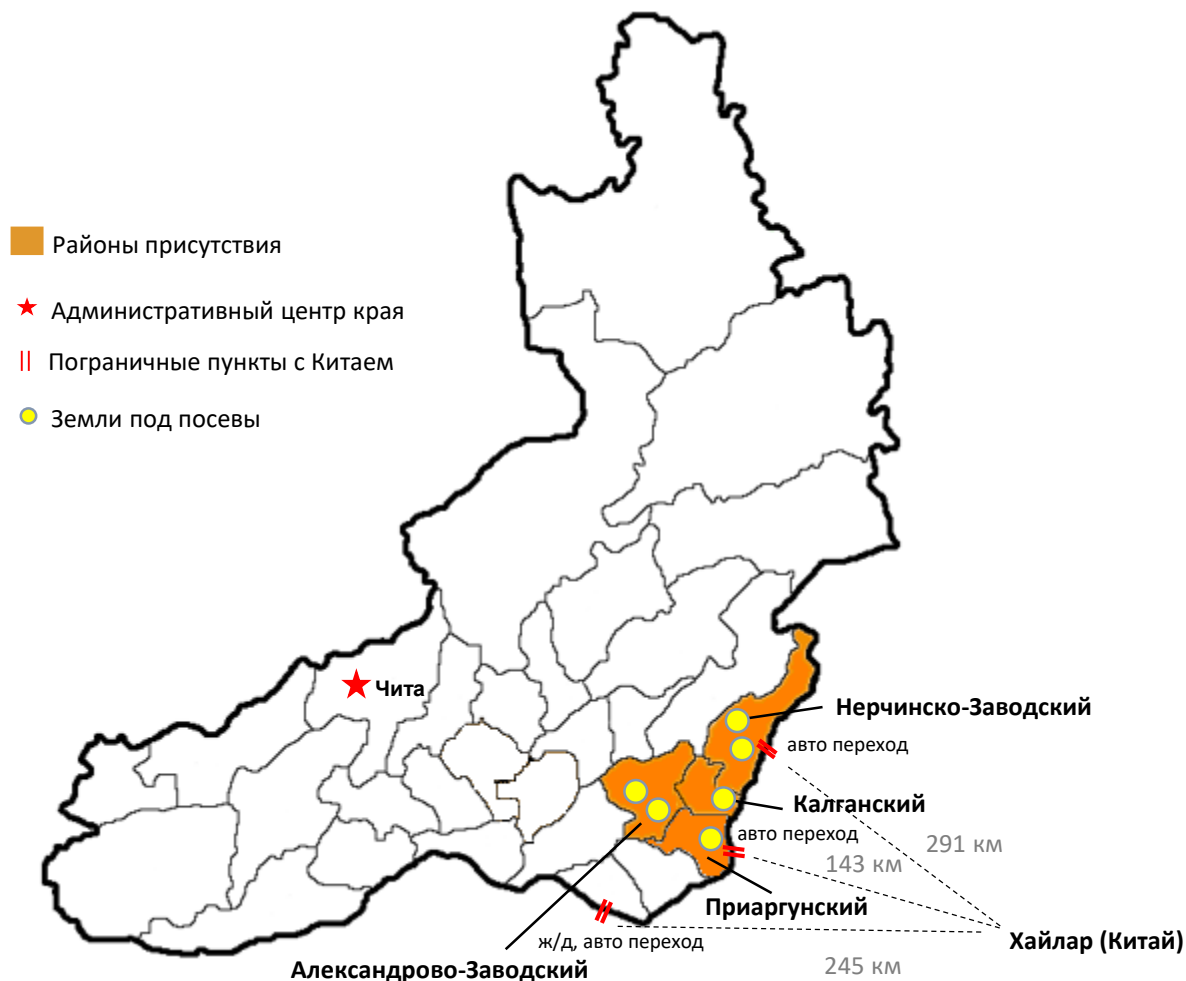 Районы присутствия
Административный центр края
Пограничные пункты с Китаем
Земли под посевы
Чита
Нерчинско-Заводский
авто переход
Калганский
авто переход
291 км
143 км
Приаргунский
Хайлар (Китай)
ж/д, авто переход
245 км
Александрово-Заводский